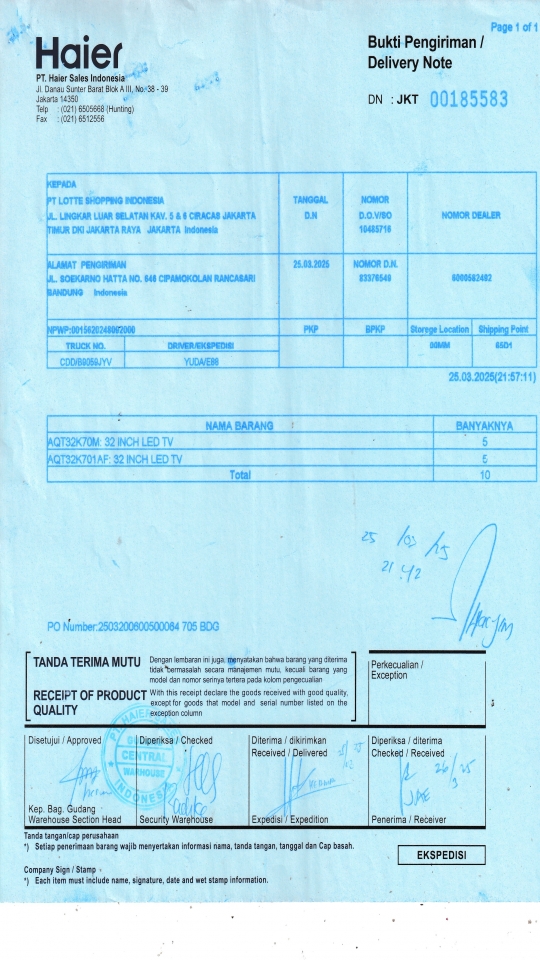 Page 1 of 1
Haier
Bukti Pengiriman /
Delivery Note
PT. Haier Sales Indonesia
Jl. Danau Sunter Barat Blok A III, No. 38 - 39
Jakarta 14350
Telp : (021) 6505668 (Hunting)
Fax : (021) 6512556
DN : JKT 00185583
KEPADA
PT LOTTE SHOPPING INDONESIA
JL. LINGKAR LUAR SELATAN KAV. 5 & 6 CIRACAS JAKARTA
TIMUR DKI JAKARTA RAYA JAKARTA Indonesia
TANGGAL
D.N
NOMOR
D.O.V/SO
10485716
NOMOR DEALER
ALAMAT PENGIRIMAN
JL. SOEKARNO HATTA NO. 646 CIPAMOKOLAN RANCASARI
BANDUNG Indonesia
25.03.2025
NOMOR D.N.
83376549
6000582492
PKP BPKP Storege Location Shipping Point
TRUCK NO. DRIVER/EKSPEDISI
00MM 65D1
YUDA/E86
25.03.2025(21:57:11)
NAMA BARANG BANYAKNYA
AQT32K70M: 32 INCH LED TV 5
AQT32K701AF: 32 INCH LED TV 5
Total 10
25 /03 /25
21.42
PO Number:2503200600500064 705 BDG
TANDA TERIMA MUTU
Dengan lembaran ini juga, menyatakan bahwa barang yang diterima
tidak bermasalah secara manajemen mutu, kecuali barang yang
model dan nomor serinya tertera pada kolom pengecualian
RECEIPT OF PRODUCT
QUALITY
With this receipt declare the goods received with good quality,
except for goods that model and serial number listed on the
exception column
Perkecualian /
Exception
Disetujui / Approved
Diperiksa / Checked
Diterima / dikirimkan
Received / Delivered
Diperiksa / diterima
Checked / Received
CENTRAL
WAREHOUSE
INDONESIA
26/3 25
Kep. Bag. Gudang
Warehouse Section Head
Security Warehouse
Expedisi / Expedition
Penerima / Receiver
Tanda tangan/cap perusahaan
*) Setiap penerimaan barang wajib menyertakan informasi nama, tanda tangan, tanggal dan Cap basah.
EKSPEDISI
Company Sign / Stamp
*) Each item must include name, signature, date and wet stamp information.